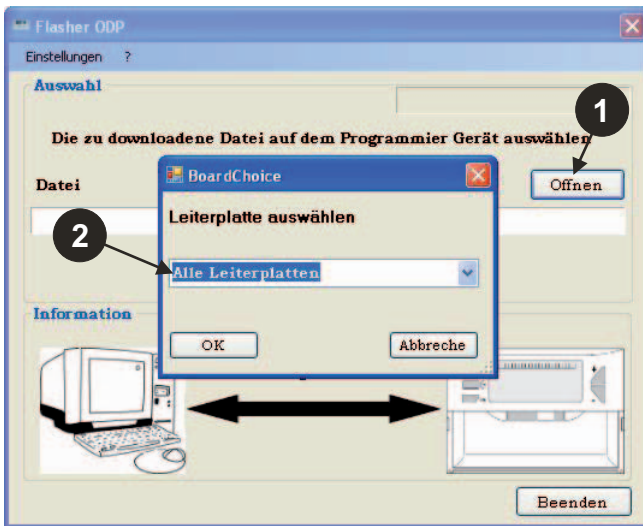 Flasher ODP
Einstellungen ?
Auswahl
1
Die zu downloadene Datei auf dem Programmier Gerät auswählen
Datei
Offnen
BoardChoice
Leiterplatte auswählen
2
Alle Leiterplatten
OK
Abbreche
Information
Beenden